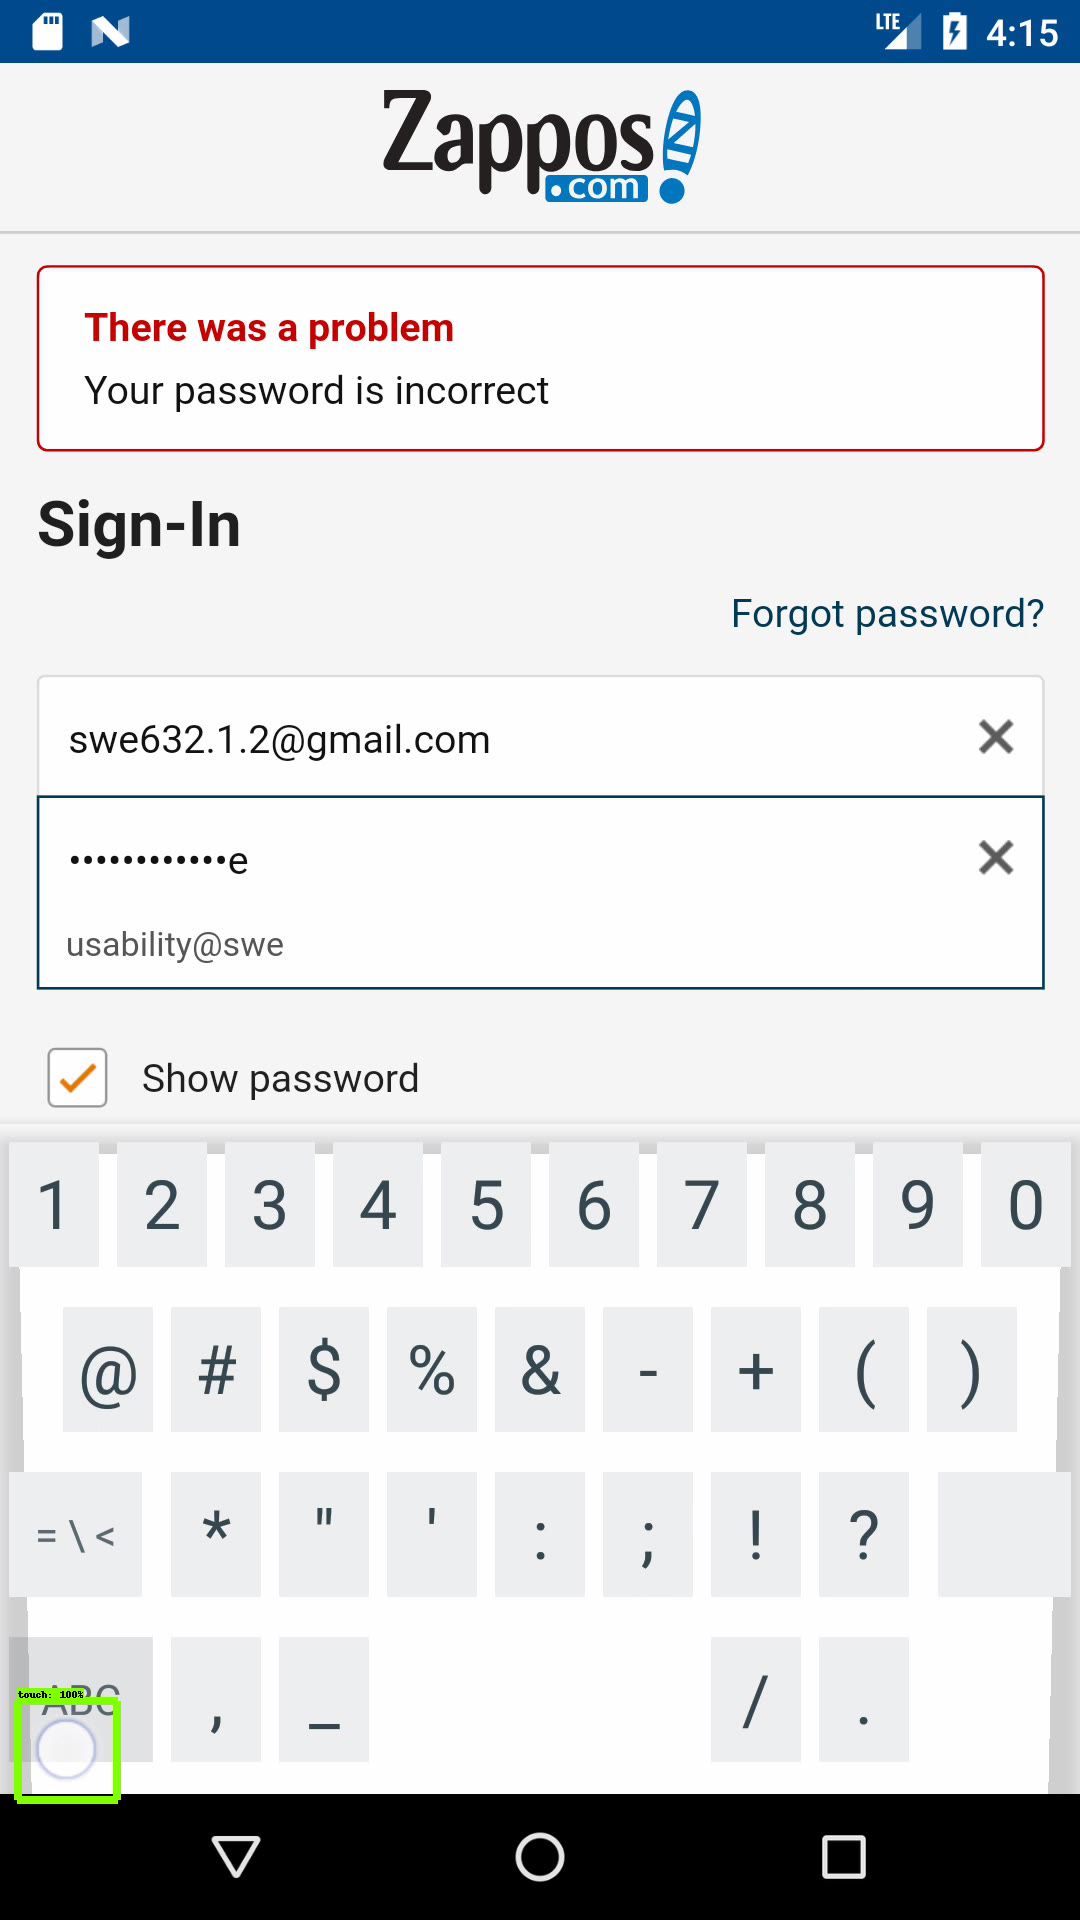 LTE 4:15
Zappos
.com
There was a problem
Your password is incorrect
Sign-In
Forgot password?
swe632.1.2@gmail.com
••••••••••••e
usability@swe
Show password
1 2 3 4 5 6 7 8 9 0
@ # $ % & - + ( )
= \ < * " ' : ; ! ?
ABC , _ / .
touch: 100%